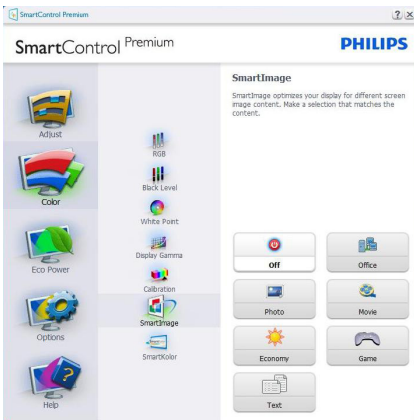 SmartControl Premium
SmartControl Premium
PHILIPS
Adjust
Color
Eco Power
Options
Help
RGB
Black Level
White Point
Display Gamma
Calibration
SmartImage
SmartKolor
SmartImage
SmartImage optimizes your display for different screen
image content. Make a selection that matches the
content.
Off
Office
Photo
Movie
Economy
Game
Text